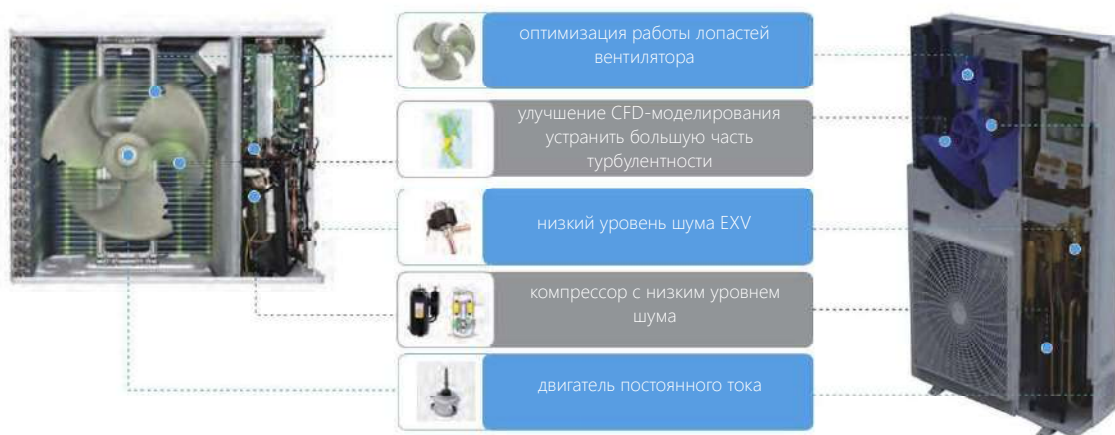 оптимизация работы лопастей
вентилятора
улучшение CFD-моделирования
устранить большую часть
турбулентности
низкий уровень шума EXV
компрессор с низким уровнем
шума
двигатель постоянного тока